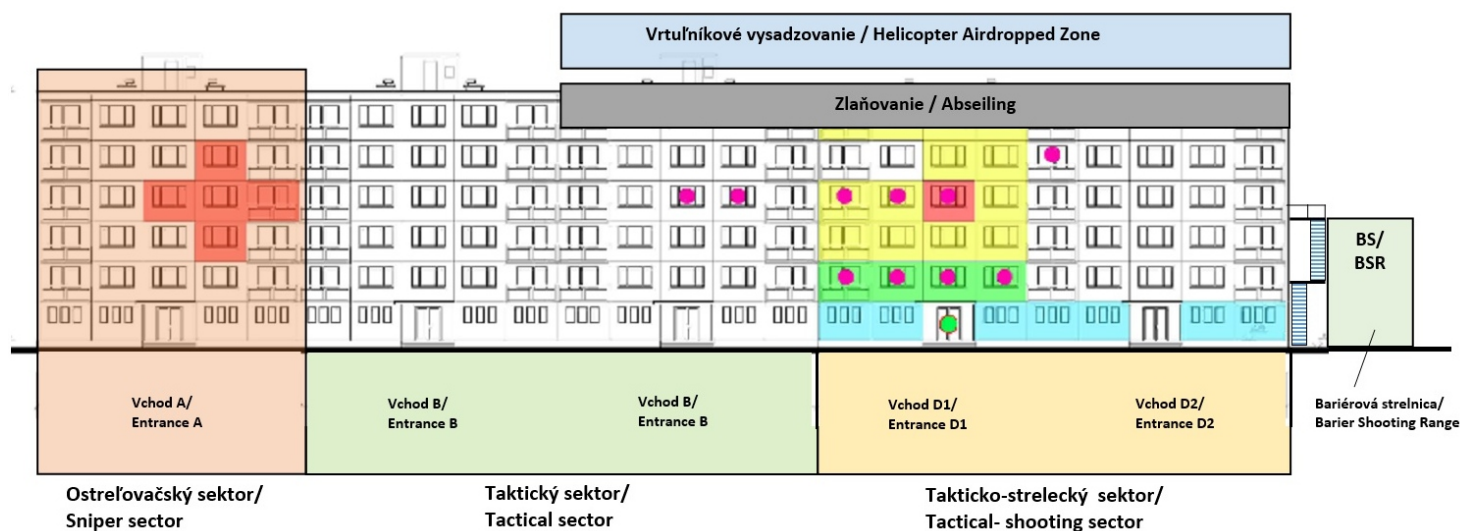 Vrtuľníkové vysadzovanie / Helicopter Airdropped Zone
Zlaňovanie / Abseiling
BS/
BSR
Vchod A/
Entrance A
Vchod B/
Entrance B
Vchod B/
Entrance B
Vchod D1/
Entrance D1
Vchod D2/
Entrance D2
Bariérová strelnica/
Barier Shooting Range
Ostreľovačský sektor/
Sniper sector
Taktický sektor/
Tactical sector
Takticko-strelecký  sektor/
Tactical- shooting sector